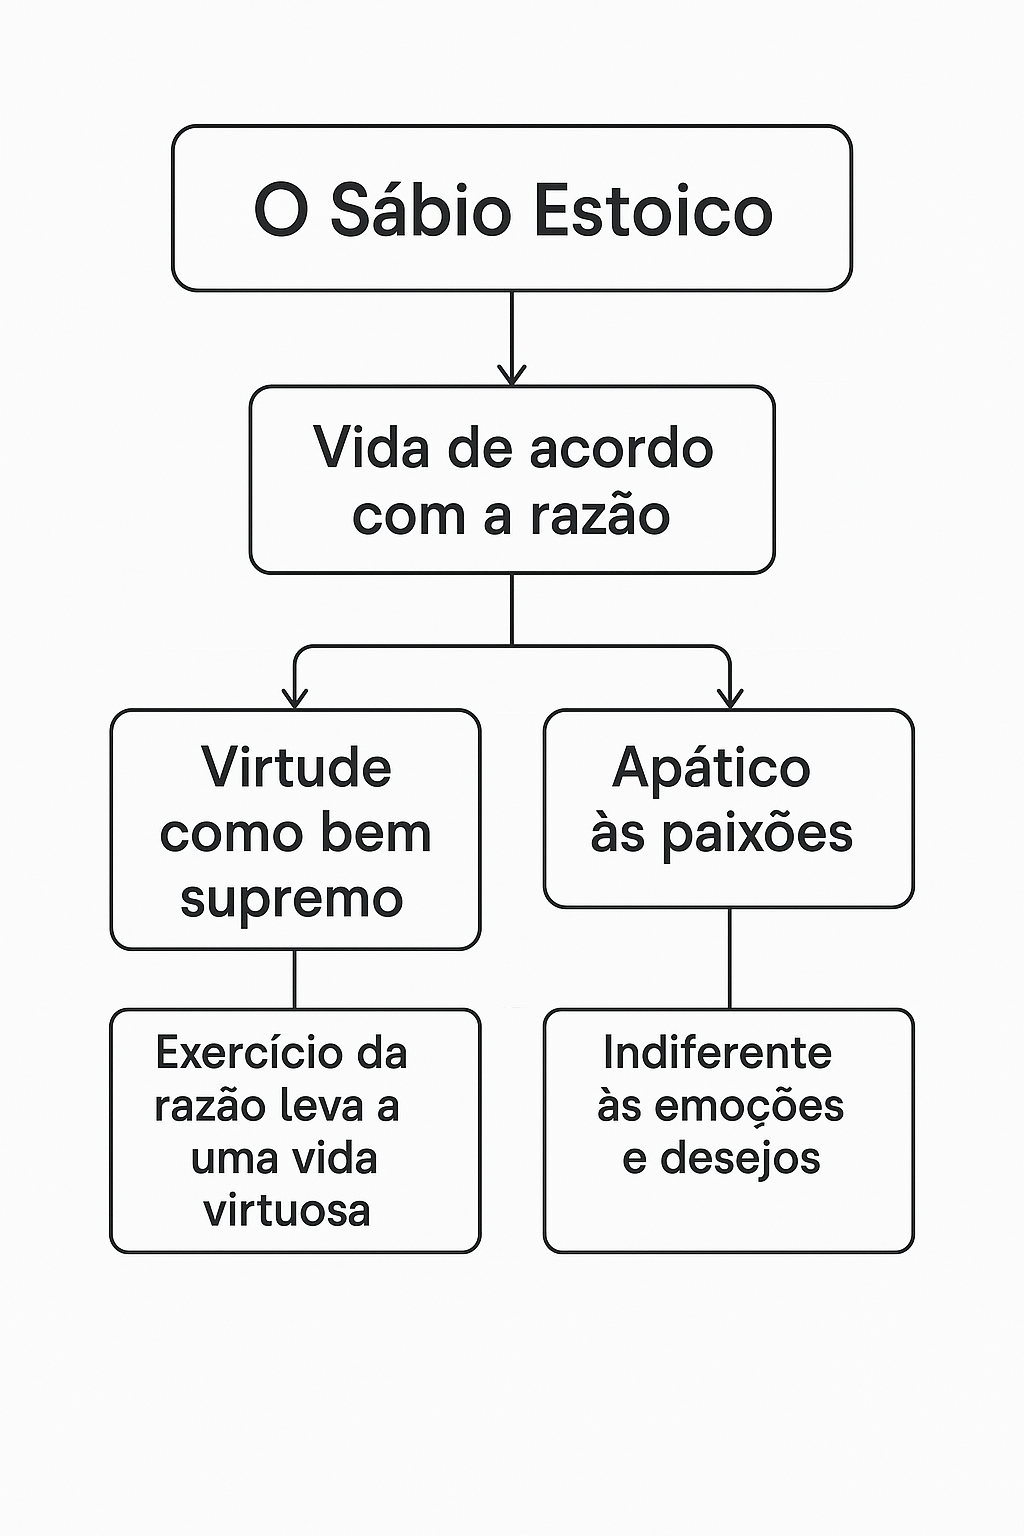 O Sábio Estoico
Vida de acordo
com a razão
Virtude
como bem
supremo
Apático
às paixões
Exercício da
razão leva a
uma vida
virtuosa
Indiferente
às emoções
e desejos